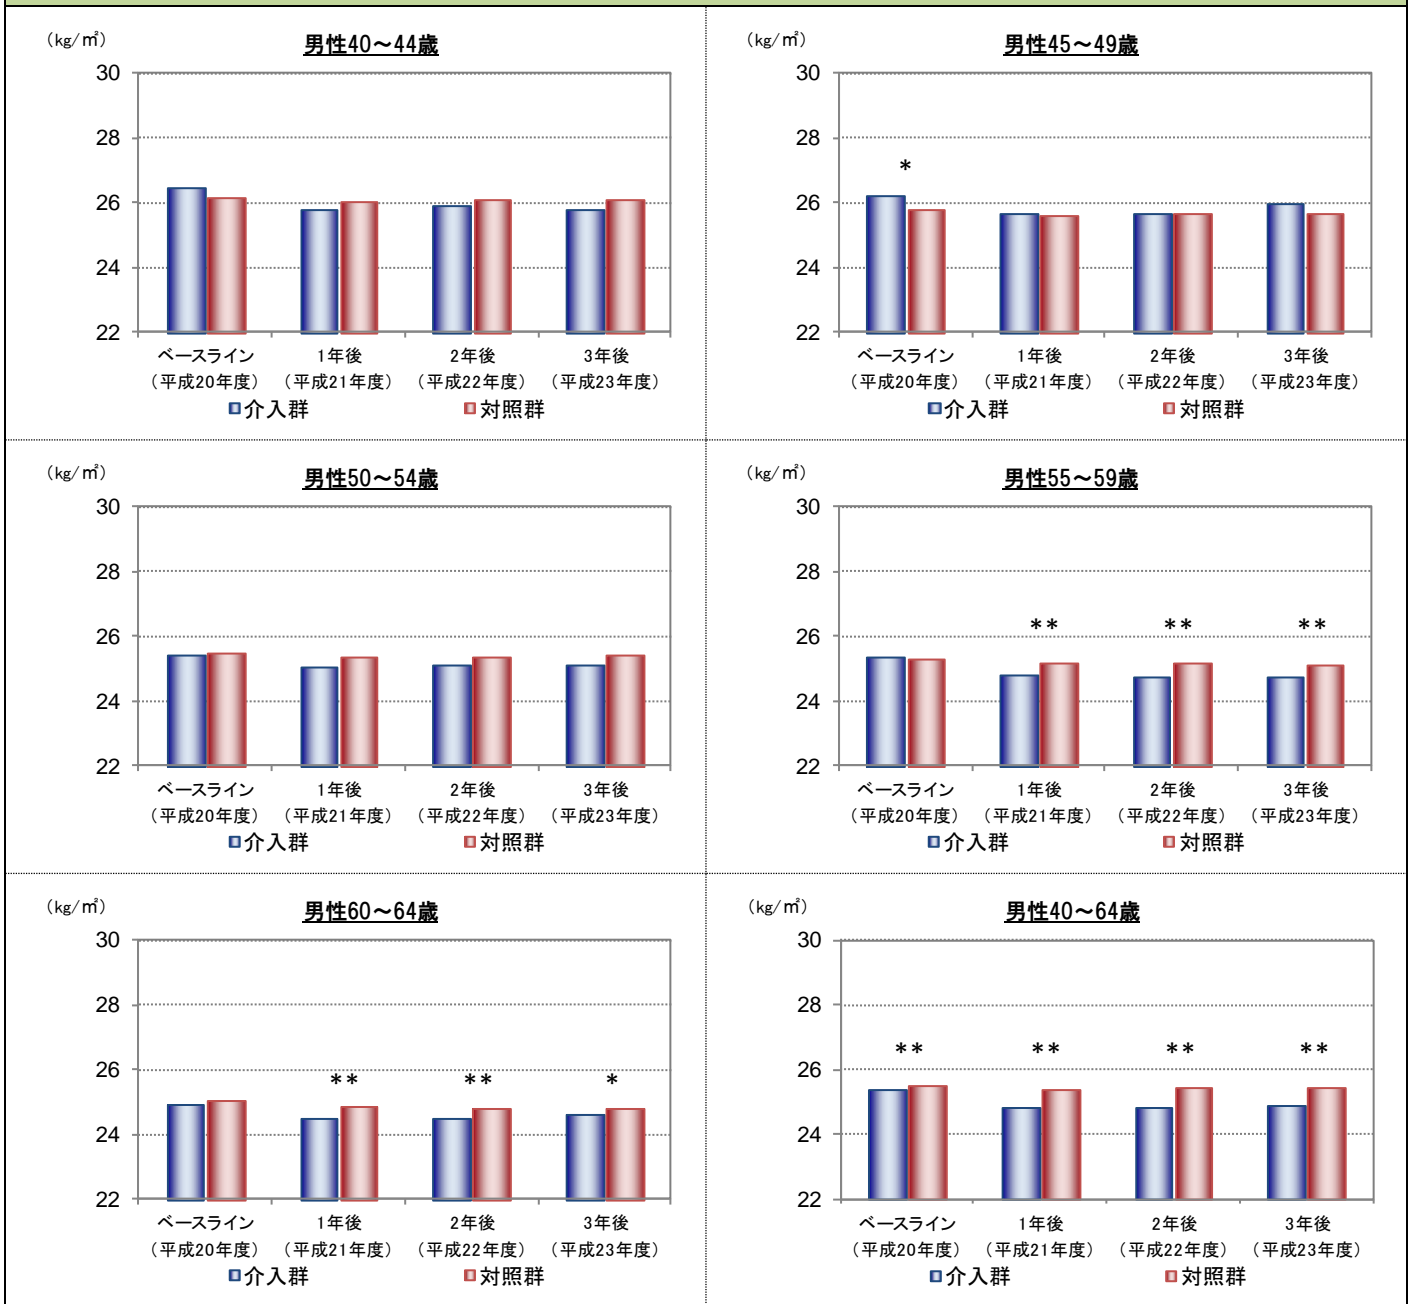 (kg/㎡)
男性40～44歳
30
28
26
24
22
ベースライン 1年後 2年後 3年後
(平成20年度) (平成21年度) (平成22年度) (平成23年度)
介入群 対照群
(kg/㎡)
男性45～49歳
30
28
*
26
24
22
ベースライン 1年後 2年後 3年後
(平成20年度) (平成21年度) (平成22年度) (平成23年度)
介入群 対照群
(kg/㎡)
男性50～54歳
30
28
26
24
22
ベースライン 1年後 2年後 3年後
(平成20年度) (平成21年度) (平成22年度) (平成23年度)
介入群 対照群
(kg/㎡)
男性55～59歳
30
28
** ** **
26
24
22
ベースライン 1年後 2年後 3年後
(平成20年度) (平成21年度) (平成22年度) (平成23年度)
介入群 対照群
(kg/㎡)
男性60～64歳
30
28
26
** ** *
24
22
ベースライン 1年後 2年後 3年後
(平成20年度) (平成21年度) (平成22年度) (平成23年度)
介入群 対照群
(kg/㎡)
男性40～64歳
30
28
** ** ** **
26
24
22
ベースライン 1年後 2年後 3年後
(平成20年度) (平成21年度) (平成22年度) (平成23年度)
介入群 対照群